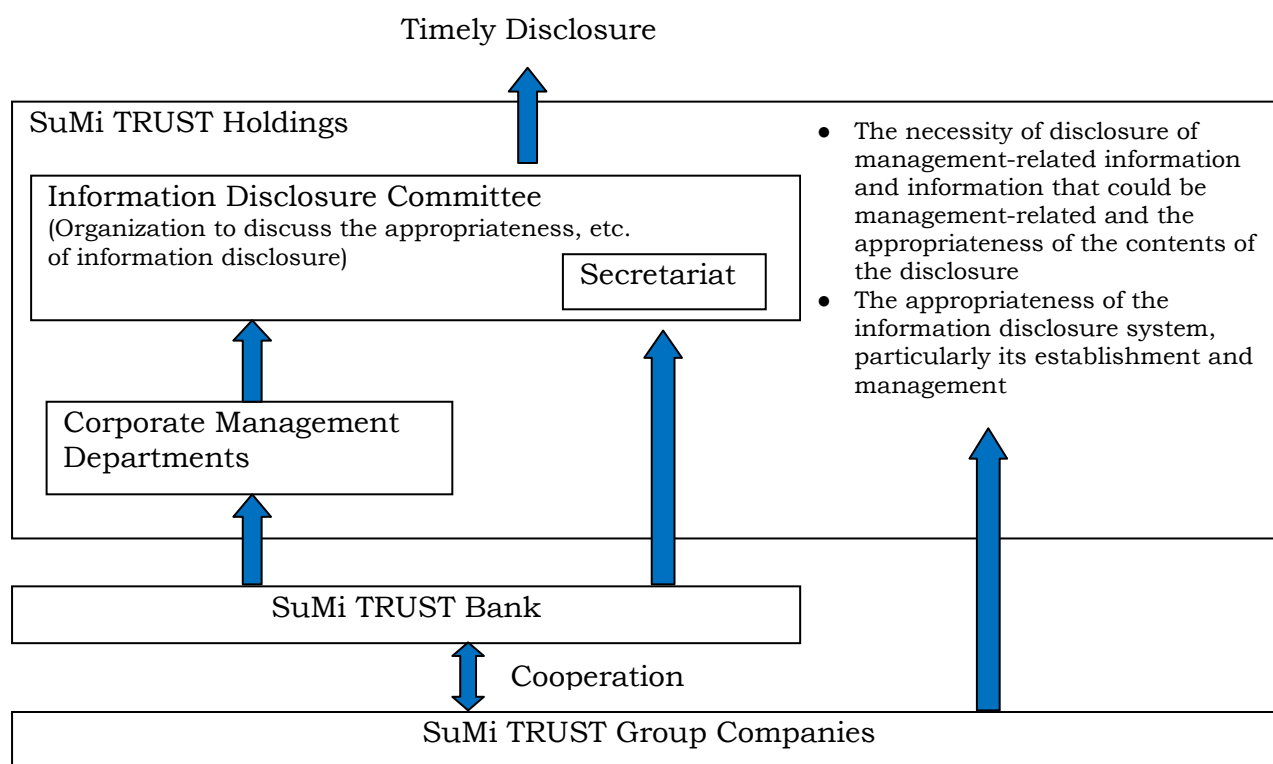 Timely Disclosure
SuMi TRUST Holdings
Information Disclosure Committee
(Organization to discuss the appropriateness, etc.
of information disclosure)
Secretariat
● The necessity of disclosure of
management-related information
and information that could be
management-related and the
appropriateness of the contents of
the disclosure
● The appropriateness of the
information disclosure system,
particularly its establishment and
management
Corporate Management
Departments
SuMi TRUST Bank
Cooperation
SuMi TRUST Group Companies